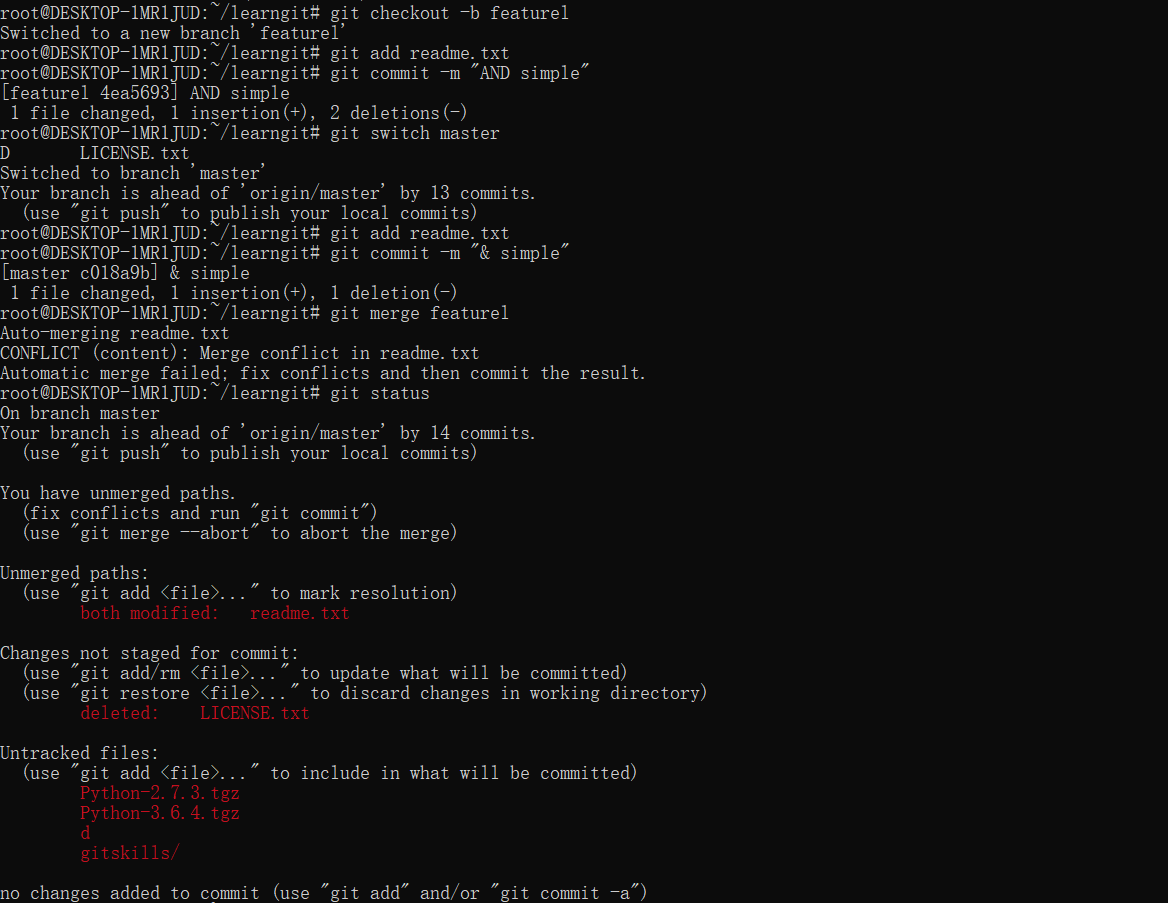 root@DESKTOP-1MR1JUD:~/learngit# git checkout -b featurel
Switched to a new branch 'featurel'
root@DESKTOP-1MR1JUD:~/learngit# git add readme.txt
root@DESKTOP-1MR1JUD:~/learngit# git commit -m "AND simple"
[featurel 4ea5693] AND simple
 1 file changed, 1 insertion(+), 2 deletions(-)
root@DESKTOP-1MR1JUD:~/learngit# git switch master
D       LICENSE.txt
Switched to branch 'master'
Your branch is ahead of 'origin/master' by 13 commits.
  (use "git push" to publish your local commits)
root@DESKTOP-1MR1JUD:~/learngit# git add readme.txt
root@DESKTOP-1MR1JUD:~/learngit# git commit -m "& simple"
[master c018a9b] & simple
 1 file changed, 1 insertion(+), 1 deletion(-)
root@DESKTOP-1MR1JUD:~/learngit# git merge featurel
Auto-merging readme.txt
CONFLICT (content): Merge conflict in readme.txt
Automatic merge failed; fix conflicts and then commit the result.
root@DESKTOP-1MR1JUD:~/learngit# git status
On branch master
Your branch is ahead of 'origin/master' by 14 commits.
  (use "git push" to publish your local commits)

You have unmerged paths.
  (fix conflicts and run "git commit")
  (use "git merge --abort" to abort the merge)

Unmerged paths:
  (use "git add <file>..." to mark resolution)
        both modified:   readme.txt

Changes not staged for commit:
  (use "git add/rm <file>..." to update what will be committed)
  (use "git restore <file>..." to discard changes in working directory)
        deleted:    LICENSE.txt

Untracked files:
  (use "git add <file>..." to include in what will be committed)
        Python-2.7.3.tgz
        Python-3.6.4.tgz
        d
        gitskills/

no changes added to commit (use "git add" and/or "git commit -a")